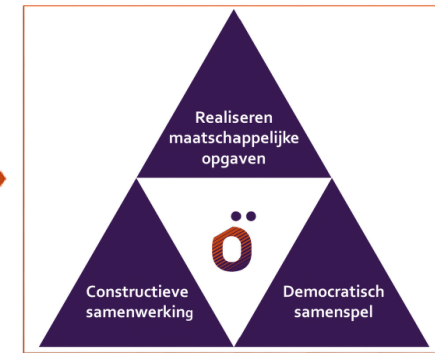 Realiseren
maatschappelijke
opgaven
ö
Constructieve
samenwerking
Democratisch
samenspel